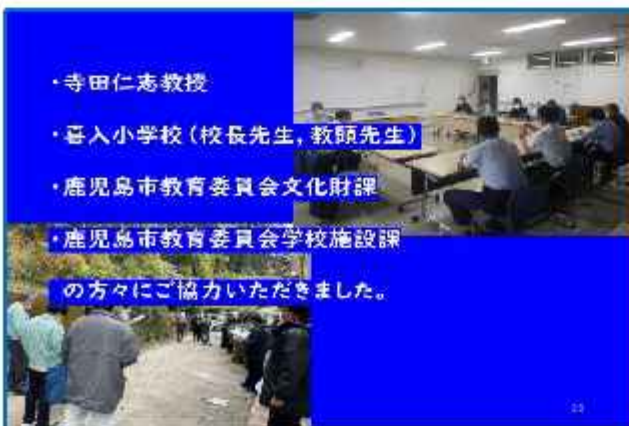 ・寺田仁志教授
・喜入小学校(校長先生,教頭先生)
・鹿児島市教育委員会文化財課
・鹿児島市教育委員会学校施設課
の方々にご協力いただきました。